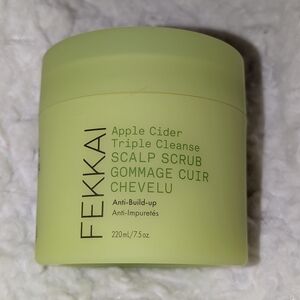 FEKKAI
Apple Cider
Triple Cleanse
SCALP SCRUB
GOMMAGE CUIR
CHEVELU
Anti-Build-up
Anti-Impuretés
220mL/7.5oz.